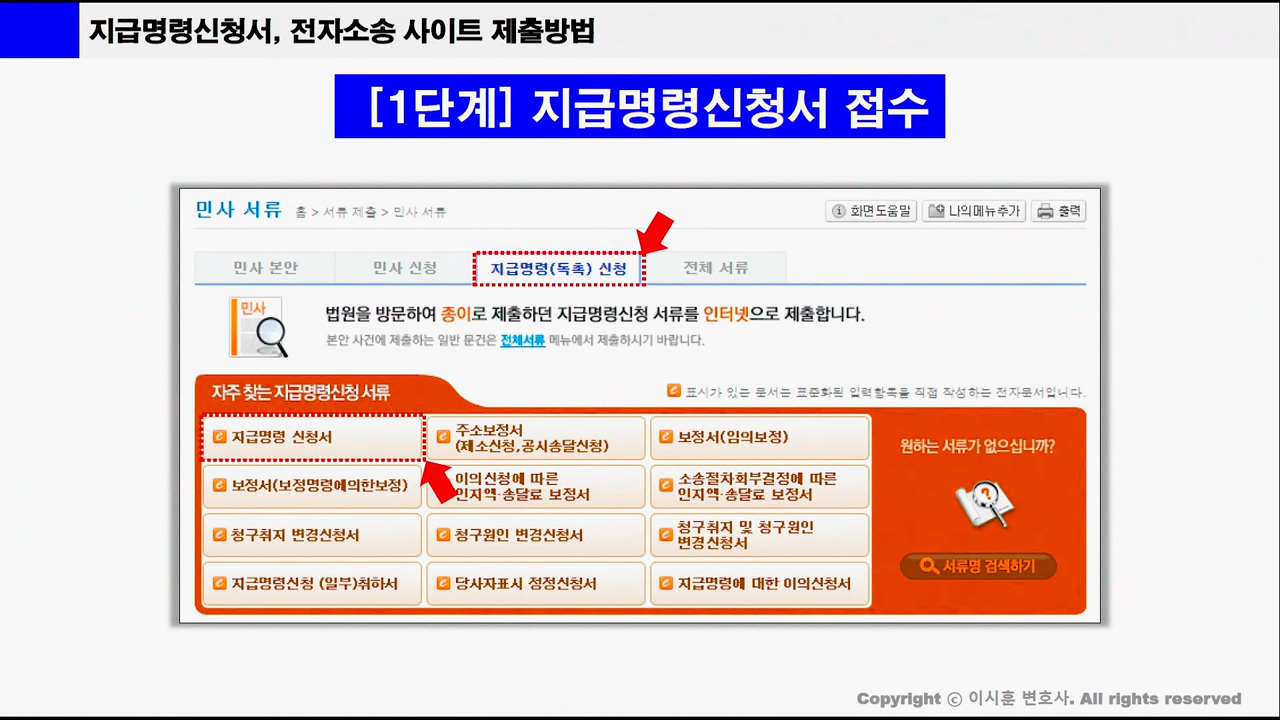 지급명령신청서, 전자소송 사이트 제출방법
[1단계] 지급명령신청서 접수
민사 서류 홈 > 서류 제출 > 민사 서류
화면도움말 나의메뉴추가 출력
민사 본안 민사 신청 지급명령(독촉) 신청 전체 서류
민사
법원을 방문하여 종이로 제출하던 지급명령신청 서류를 인터넷으로 제출합니다.
본안 사건에 제출하는 일반 문건은 전체서류 메뉴에서 제출하시기 바랍니다.
자주 찾는 지급명령신청 서류
e 표시가 있는 문서는 표준화된 입력항목을 직접 작성하는 전자문서입니다.
e 지급명령 신청서
e 주소보정서
(재소신청,공시송달신청)
e 보정서(임의보정)
e 보정서(보정명령에의한보정)
이의신청에 따른
인지액·송달료 보정서
e 소송절차회부결정에 따른
인지액·송달료 보정서
e 청구취지 변경신청서
e 청구원인 변경신청서
e 청구취지 및 청구원인
변경신청서
e 지급명령신청 (일부)취하서
e 당사자표시 정정신청서
e 지급명령에 대한 이의신청서
원하는 서류가 없으십니까?
?
서류명 검색하기
Copyright ⓒ 이시훈 변호사. All rights reserved